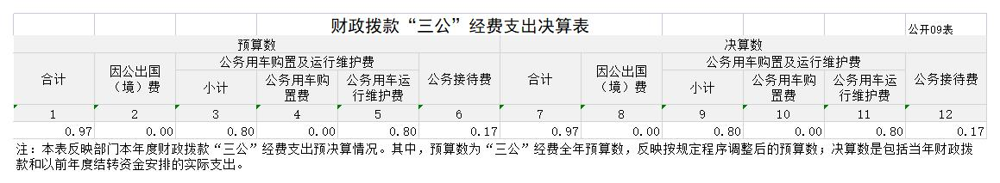 财政拨款“三公”经费支出决算表
公开09表
预算数 决算数
合计 因公出国（境）费 公务用车购置及运行维护费 公务接待费 合计 因公出国（境）费 公务用车购置及运行维护费 公务接待费
小计 公务用车购置费 公务用车运行维护费 小计 公务用车购置费 公务用车运行维护费
1 2 3 4 5 6 7 8 9 10 11 12
0.97 0.00 0.80 0.00 0.80 0.17 0.97 0.00 0.80 0.00 0.80 0.17
注：本表反映部门本年度财政拨款“三公”经费支出预决算情况。其中，预算数为“三公”经费全年预算数，反映按规定程序调整后的预算数；决算数是包括当年财政拨
款和以前年度结转资金安排的实际支出。